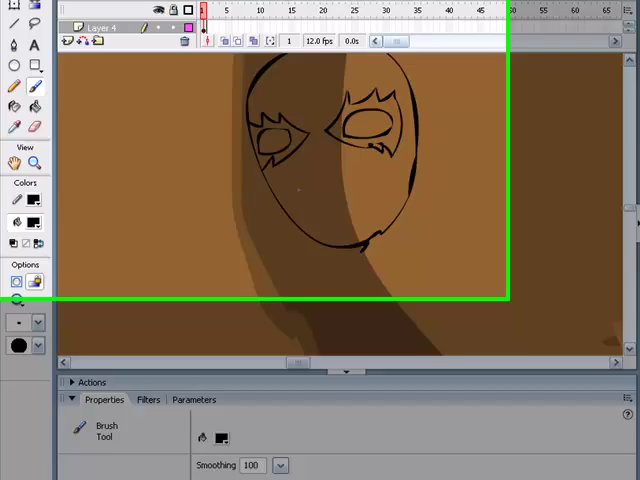 1 5 10 15 20 25 30 35 40 45 50 55 60 65
Layer 4
1 12.0 fps 0.0s
View
Colors
Options
Actions
Properties Filters Parameters
Brush
Tool
Smoothing 100